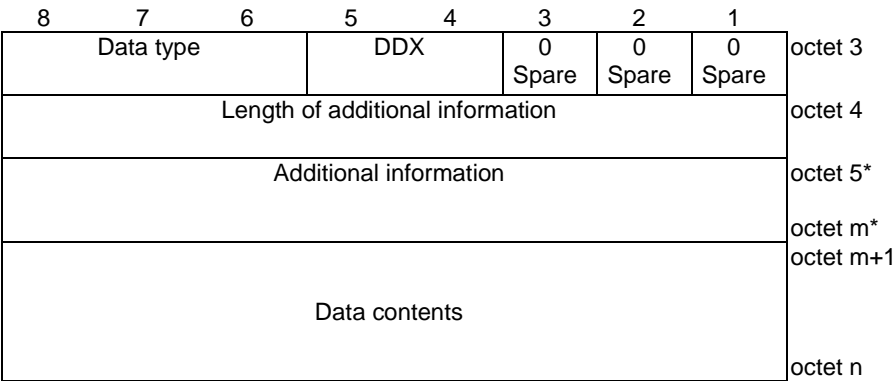 8 7 6 5 4 3 2 1
Data type DDX 0 0 0 octet 3
Spare Spare Spare
Length of additional information octet 4
Additional information octet 5*
octet m*
octet m+1
Data contents
octet n